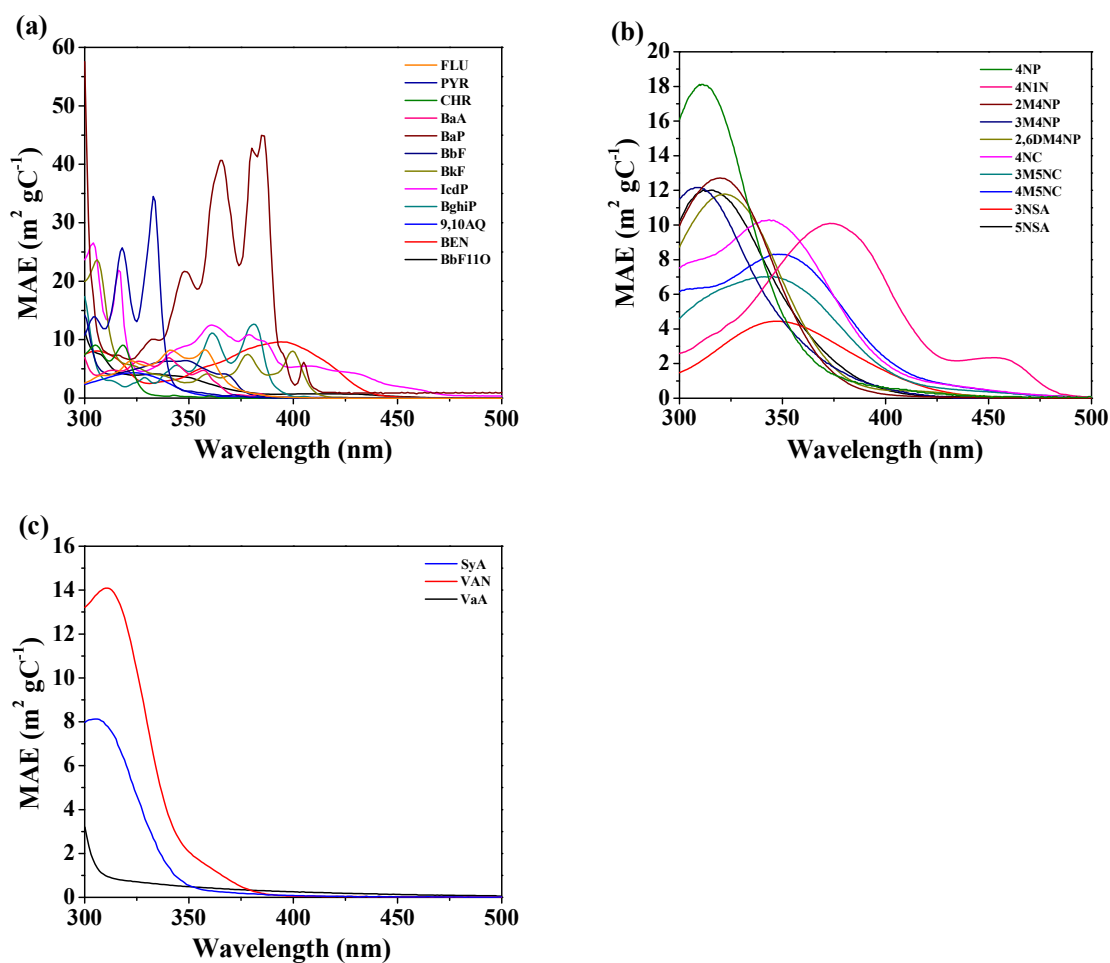 (a)
60
50
40
30
20
10
0
MAE (m² gC⁻¹)
FLU
PYR
CHR
BaA
BaP
BbF
BkF
IcdP
BghiP
9,10AQ
BEN
BbF11O
300 350 400 450 500
Wavelength (nm)
(b)
20
18
16
14
12
10
8
6
4
2
0
MAE (m² gC⁻¹)
4NP
4N1N
2M4NP
3M4NP
2,6DM4NP
4NC
3M5NC
4M5NC
3NSA
5NSA
300 350 400 450 500
Wavelength (nm)
(c)
16
14
12
10
8
6
4
2
0
MAE (m² gC⁻¹)
SyA
VAN
VaA
300 350 400 450 500
Wavelength (nm)